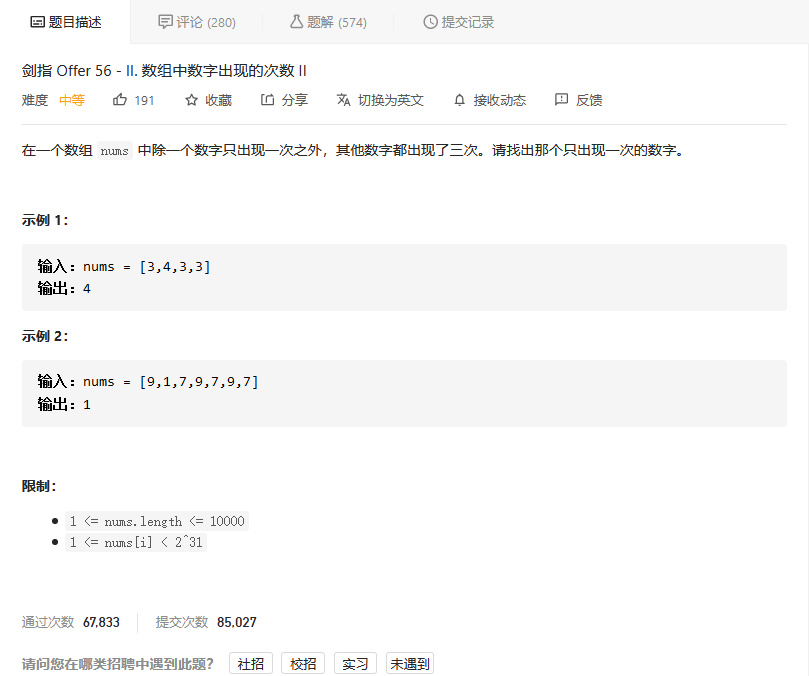 题目描述 评论 (280) 题解 (574) 提交记录
剑指 Offer 56 - II. 数组中数字出现的次数 II
难度 中等 191 收藏 分享 切换为英文 接收动态 反馈
在一个数组 nums 中除一个数字只出现一次之外，其他数字都出现了三次。请找出那个只出现一次的数字。
示例 1：
输入：nums = [3,4,3,3]
输出：4
示例 2：
输入：nums = [9,1,7,9,7,9,7]
输出：1
限制：
1 <= nums.length <= 10000
1 <= nums[i] < 2^31
通过次数 67,833 提交次数 85,027
请问您在哪类招聘中遇到此题？ 社招 校招 实习 未遇到